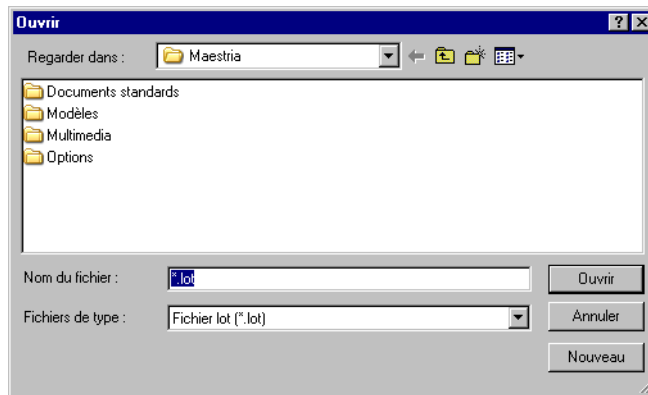 Ouvrir
Regarder dans :
Maestria
Documents standards
Modèles
Multimedia
Options
Nom du fichier :
*.lot
Ouvrir
Fichiers de type :
Fichier lot (*.lot)
Annuler
Nouveau